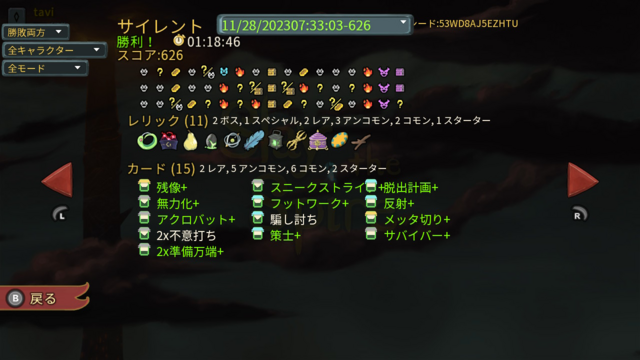 tavi
サイレント
11/28/202307:33:03-626
シード:53WD8AJ5EZHTU
勝敗両方
勝利！ 01:18:46
全キャラクター
スコア:626
全モード
レリック (11) 2ボス, 1スペシャル, 2レア, 3アンコモン, 2コモン, 1スターター
カード (15) 2レア, 5アンコモン, 6コモン, 2スターター
残像+ スニークストライク+ 脱出計画+
無力化+ フットワーク+ 反射+
アクロバット+ 騙し討ち メッタ切り+
2x不意打ち 策士+ サバイバー+
2x準備万端+
L
R
B 戻る